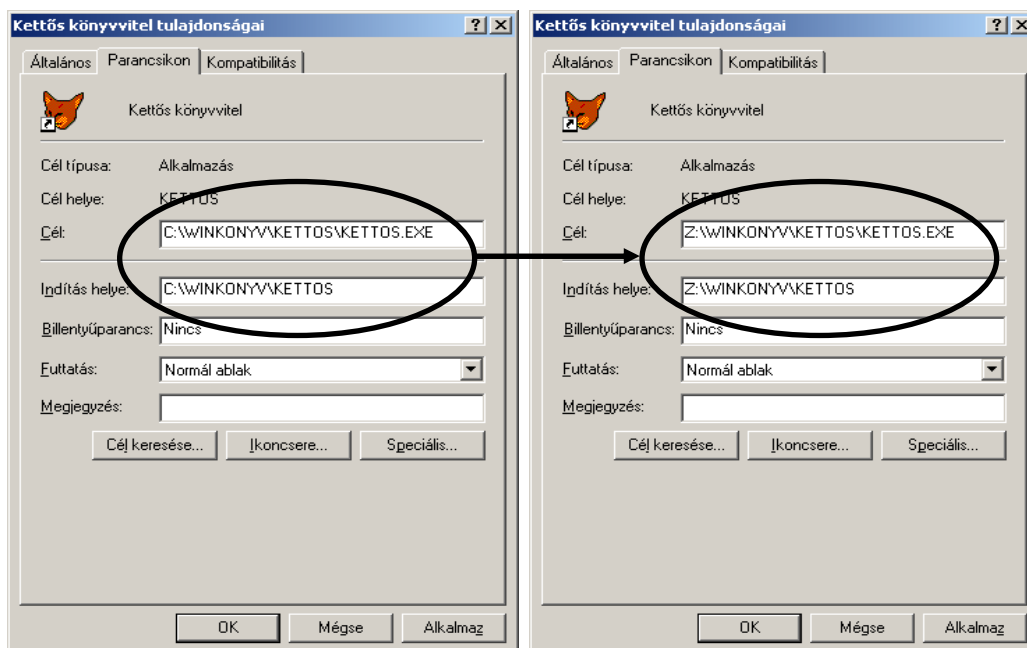 Kettős könyvvitel tulajdonságai
Általános Parancsikon Kompatibilitás
Kettős könyvvitel
Cél típusa: Alkalmazás
Cél helye: KETTOS
Cél: C:\WINKONYV\KETTOS\KETTOS.EXE
Indítás helye: C:\WINKONYV\KETTOS
Billentyűparancs: Nincs
Futtatás: Normál ablak
Megjegyzés:
Cél keresése... Ikoncsere... Speciális...
OK Mégse Alkalmaz
Kettős könyvvitel tulajdonságai
Általános Parancsikon Kompatibilitás
Kettős könyvvitel
Cél típusa: Alkalmazás
Cél helye: KETTOS
Cél: Z:\WINKONYV\KETTOS\KETTOS.EXE
Indítás helye: Z:\WINKONYV\KETTOS
Billentyűparancs: Nincs
Futtatás: Normál ablak
Megjegyzés:
Cél keresése... Ikoncsere... Speciális...
OK Mégse Alkalmaz